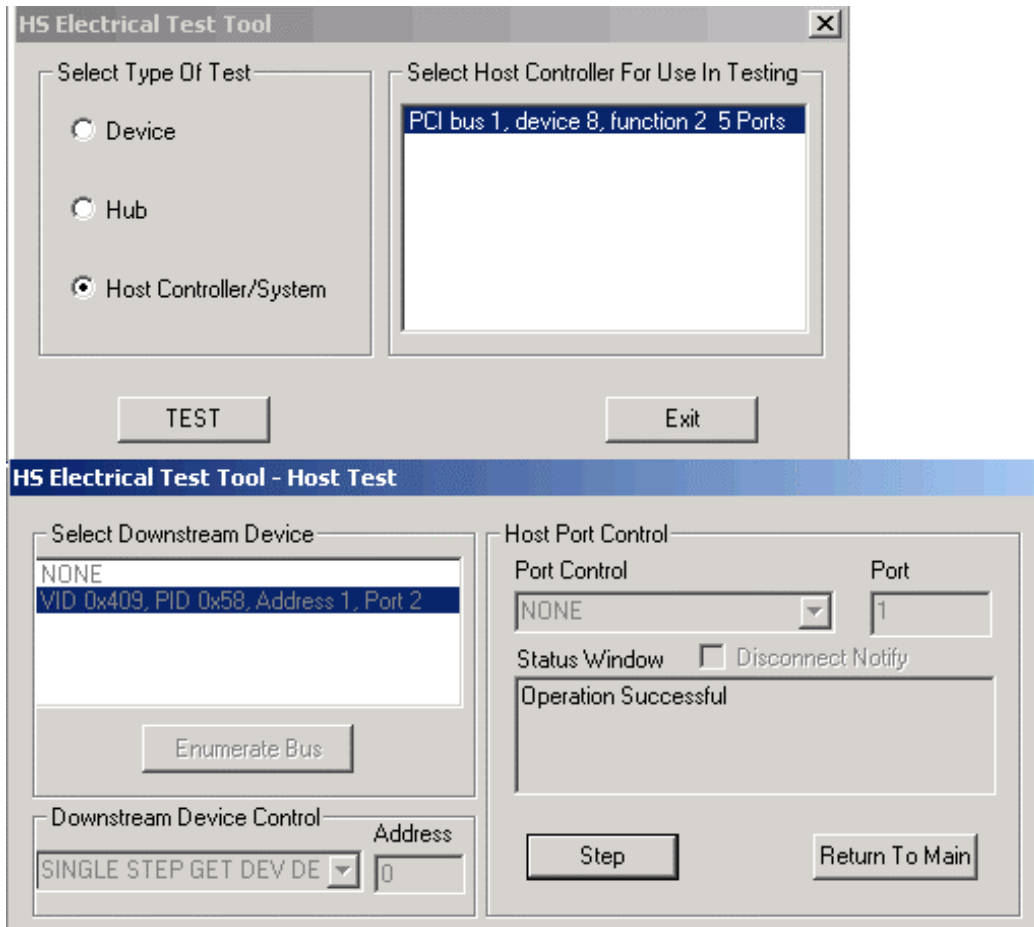 HS Electrical Test Tool
Select Type Of Test
Device
Hub
Host Controller/System
Select Host Controller For Use In Testing
PCI bus 1, device 8, function 2 5 Ports
TEST
Exit
HS Electrical Test Tool - Host Test
Select Downstream Device
NONE
VID 0x409, PID 0x58, Address 1, Port 2
Enumerate Bus
Downstream Device Control
Address
SINGLE STEP GET DEV DE
0
Host Port Control
Port Control
Port
NONE
1
Status Window
Disconnect Notify
Operation Successful
Step
Return To Main